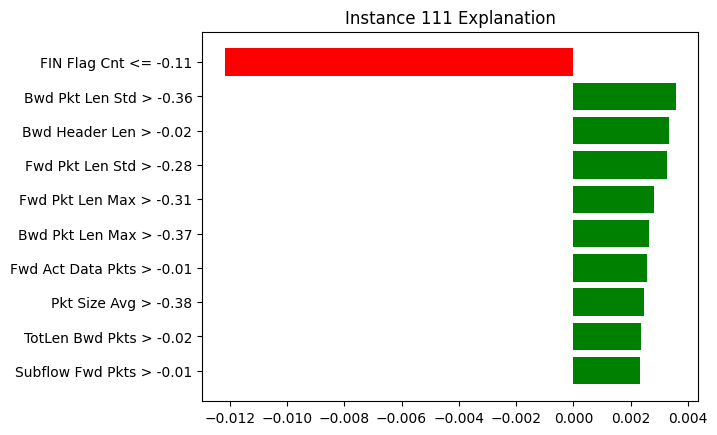 Instance 111 Explanation
FIN Flag Cnt <= -0.11
Bwd Pkt Len Std > -0.36
Bwd Header Len > -0.02
Fwd Pkt Len Std > -0.28
Fwd Pkt Len Max > -0.31
Bwd Pkt Len Max > -0.37
Fwd Act Data Pkts > -0.01
Pkt Size Avg > -0.38
TotLen Bwd Pkts > -0.02
Subflow Fwd Pkts > -0.01
−0.012 −0.010 −0.008 −0.006 −0.004 −0.002 0.000 0.002 0.004